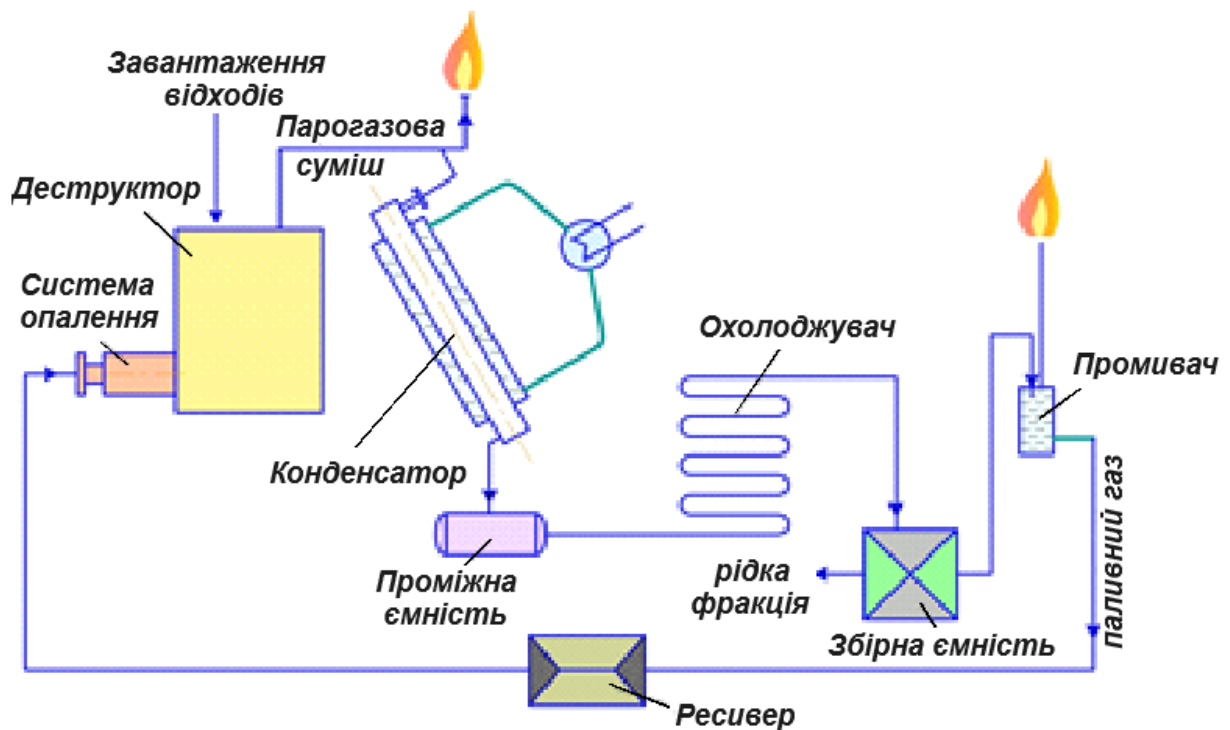 Завантаження
відходів
Парогазова
суміш
Деструктор
Система
опалення
Охолоджувач
Промивач
Конденсатор
паливний газ
Проміжна
ємність
рідка
фракція
Збірна ємність
Ресивер